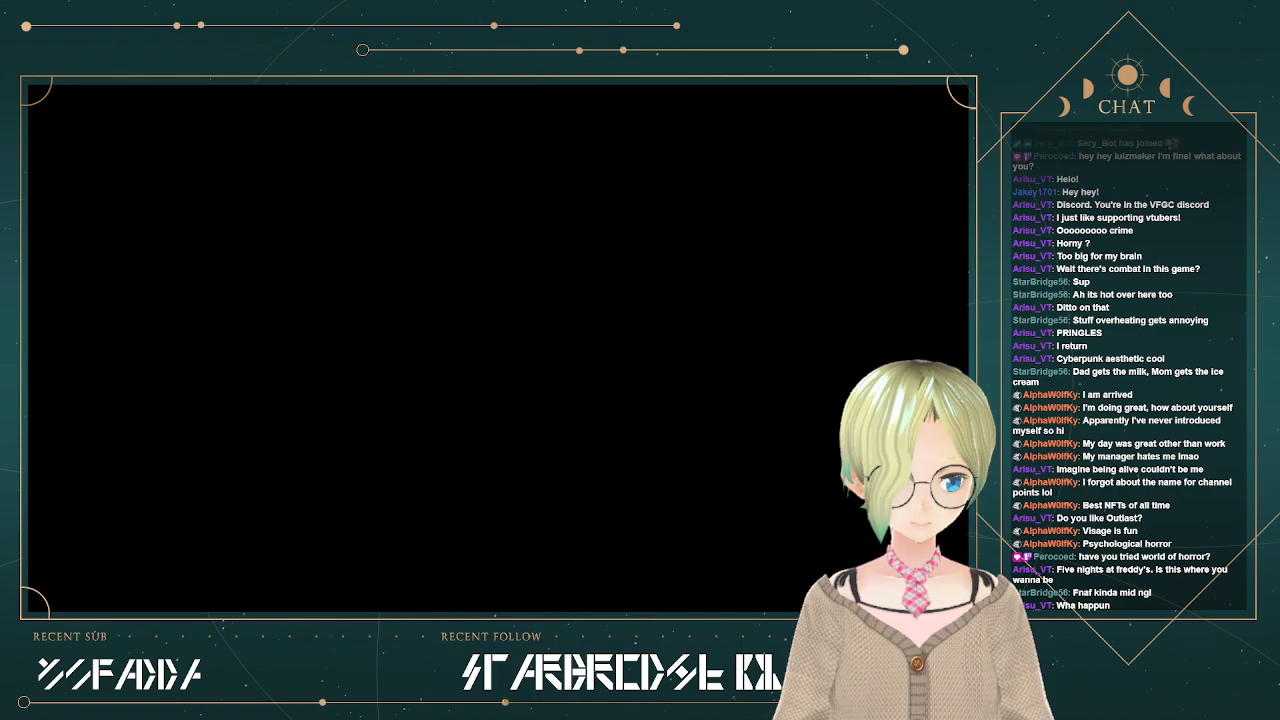 CHAT
Sery_Bot has joined
Perocoed: hey hey luizmaker i'm fine! what about
you?
Arisu_VT: Helo!
Jakey1701: Hey hey!
Arisu_VT: Discord. You're in the VFGC discord
Arisu_VT: I just like supporting vtubers!
Arisu_VT: Ooooooooo crime
Arisu_VT: Horny ?
Arisu_VT: Too big for my brain
Arisu_VT: Wait there's combat in this game?
StarBridge56: Sup
StarBridge56: Ah its hot over here too
Arisu_VT: Ditto on that
StarBridge56: Stuff overheating gets annoying
Arisu_VT: PRINGLES
Arisu_VT: I return
Arisu_VT: Cyberpunk aesthetic cool
StarBridge56: Dad gets the milk, Mom gets the ice
cream
AlphaW0lfKy: I am arrived
AlphaW0lfKy: I'm doing great, how about yourself
AlphaW0lfKy: Apparently I've never introduced
myself so hi
AlphaW0lfKy: My day was great other than work
AlphaW0lfKy: My manager hates me lmao
Arisu_VT: Imagine being alive couldn't be me
AlphaW0lfKy: I forgot about the name for channel
points lol
AlphaW0lfKy: Best NFTs of all time
Arisu_VT: Do you like Outlast?
AlphaW0lfKy: Visage is fun
AlphaW0lfKy: Psychological horror
Perocoed: have you tried world of horror?
Arisu_VT: Five nights at freddy's. Is this where you
wanna be
tarBridge56: Fnaf kinda mid ngl
isu_VT: Wha happun
RECENT SUB
RECENT FOLLOW